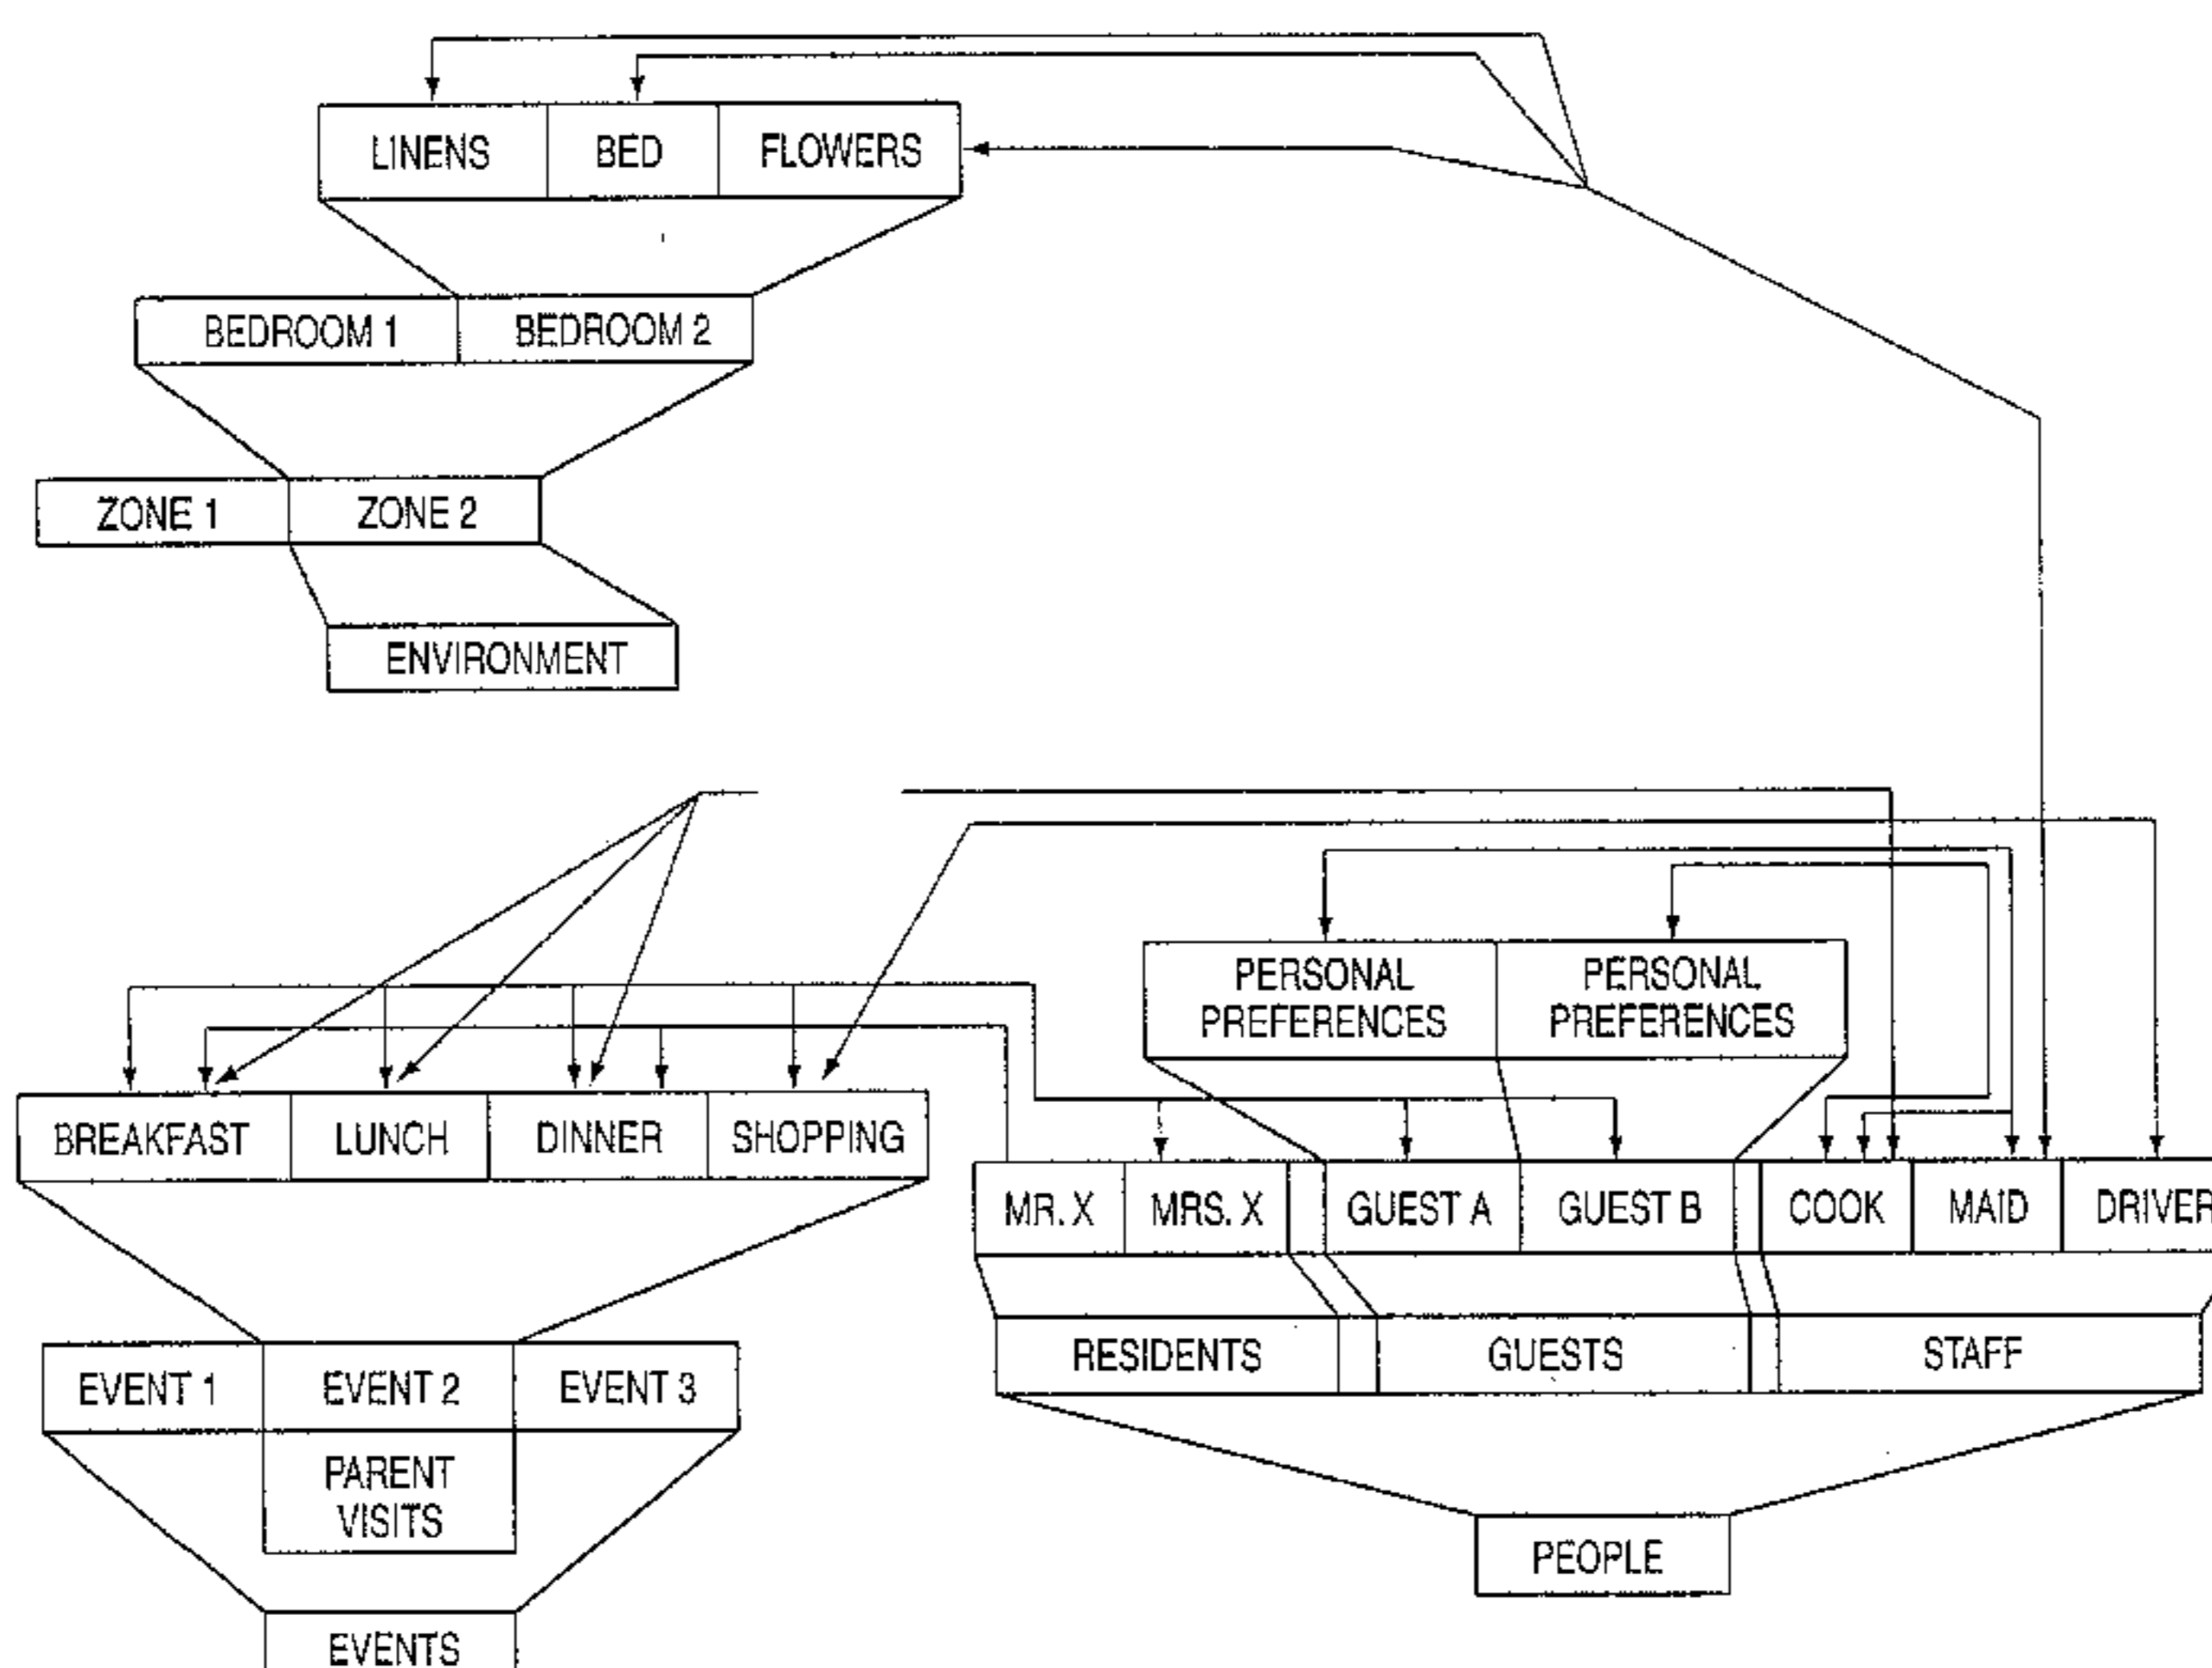 LINENS BED FLOWERS
BEDROOM 1 BEDROOM 2
ZONE 1 ZONE 2
ENVIRONMENT
PERSONAL PERSONAL
PREFERENCES PREFERENCES
BREAKFAST LUNCH DINNER SHOPPING
MR. X MRS. X GUEST A GUEST B COOK MAID DRIVER
RESIDENTS GUESTS STAFF
EVENT 1 EVENT 2 EVENT 3
PARENT
VISITS
PEOPLE
EVENTS